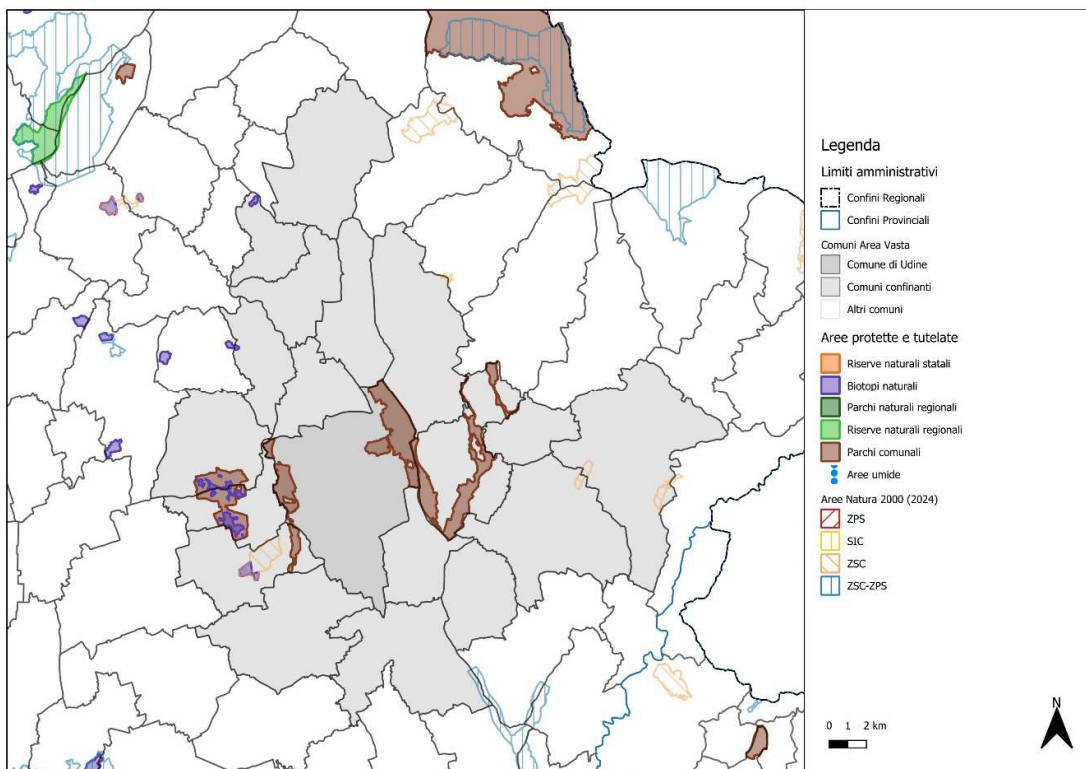 Legenda
Limiti amministrativi
Confini Regionali
Confini Provinciali
Comuni Area Vasta
Comune di Udine
Comuni confinanti
Altri comuni
Aree protette e tutelate
Riserve naturali statali
Biotopi naturali
Parchi naturali regionali
Riserve naturali regionali
Parchi comunali
Aree umide
Aree Natura 2000 (2024)
ZPS
SIC
ZSC
ZSC-ZPS
0 1 2 km
N